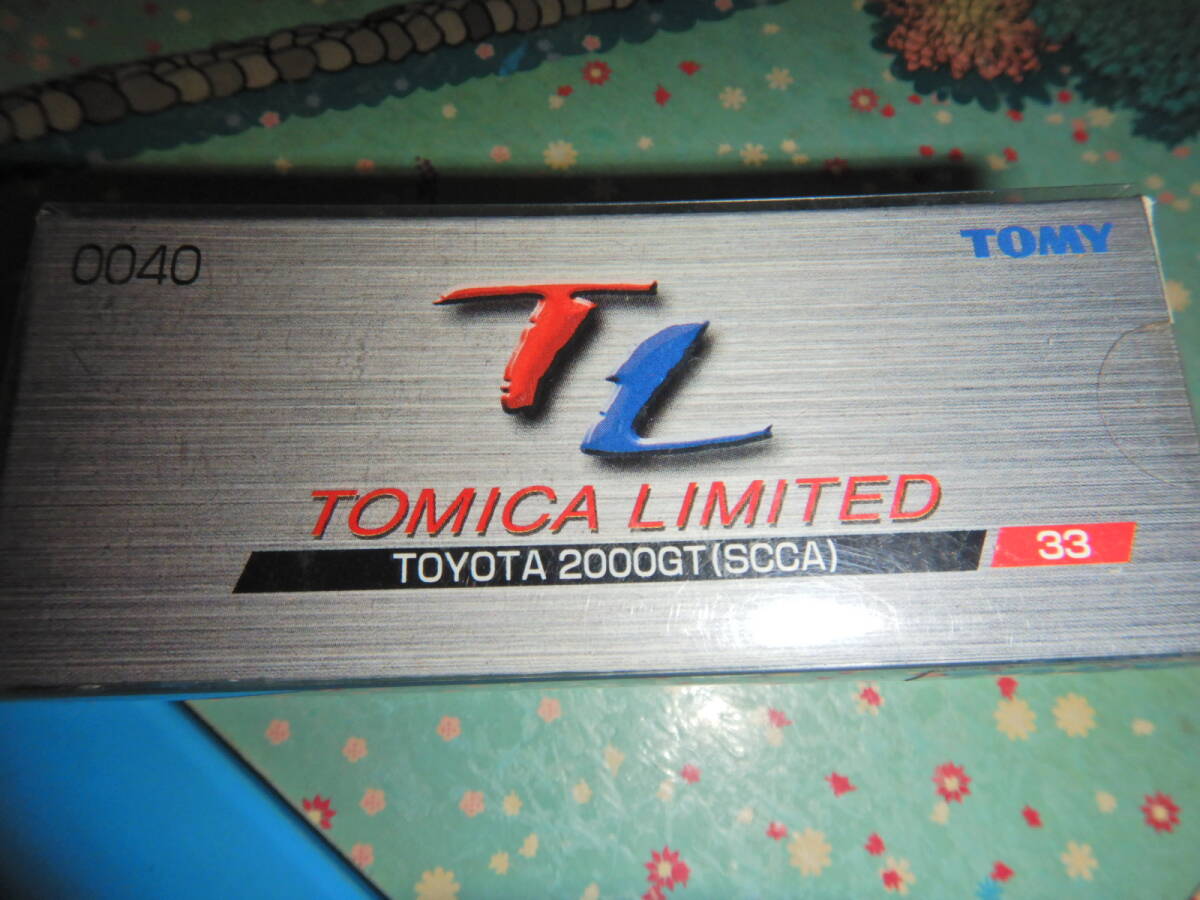 0040
TOMY
TL
TOMICA LIMITED
TOYOTA 2000GT(SCCA) 33